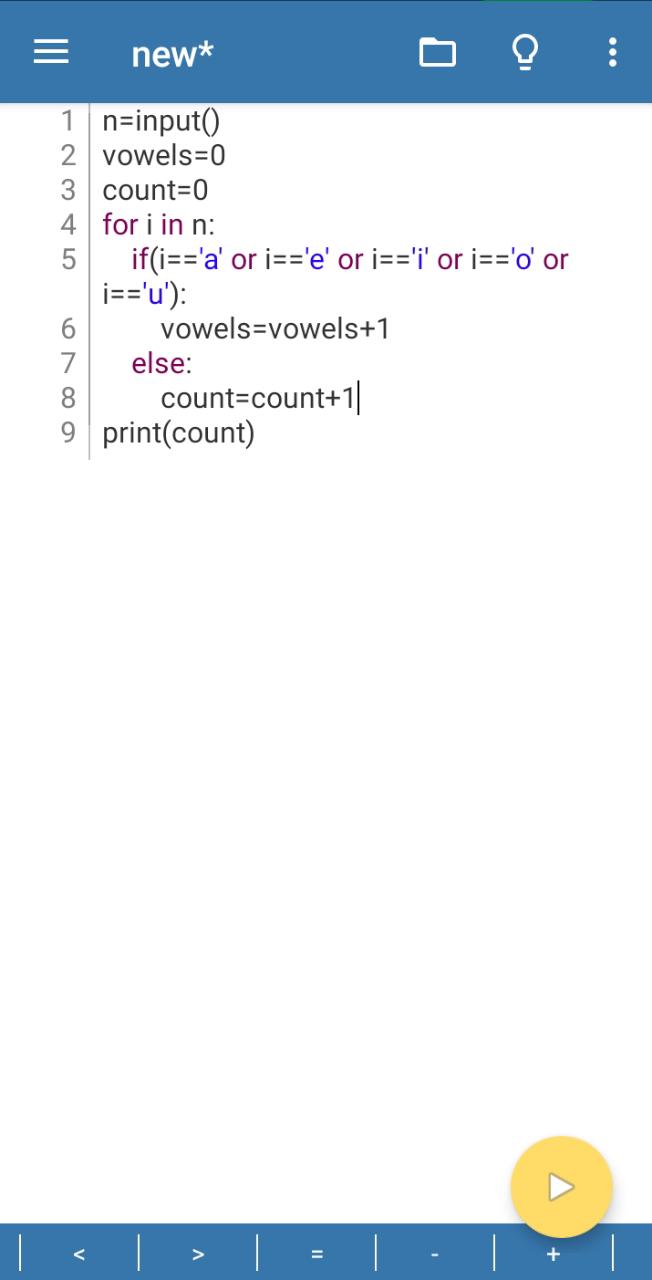 new*
1 n=input()
2 vowels=0
3 count=0
4 for i in n:
5     if(i=='a' or i=='e' or i=='i' or i=='o' or
i=='u'):
6         vowels=vowels+1
7     else:
8         count=count+1
9 print(count)
< > = - +